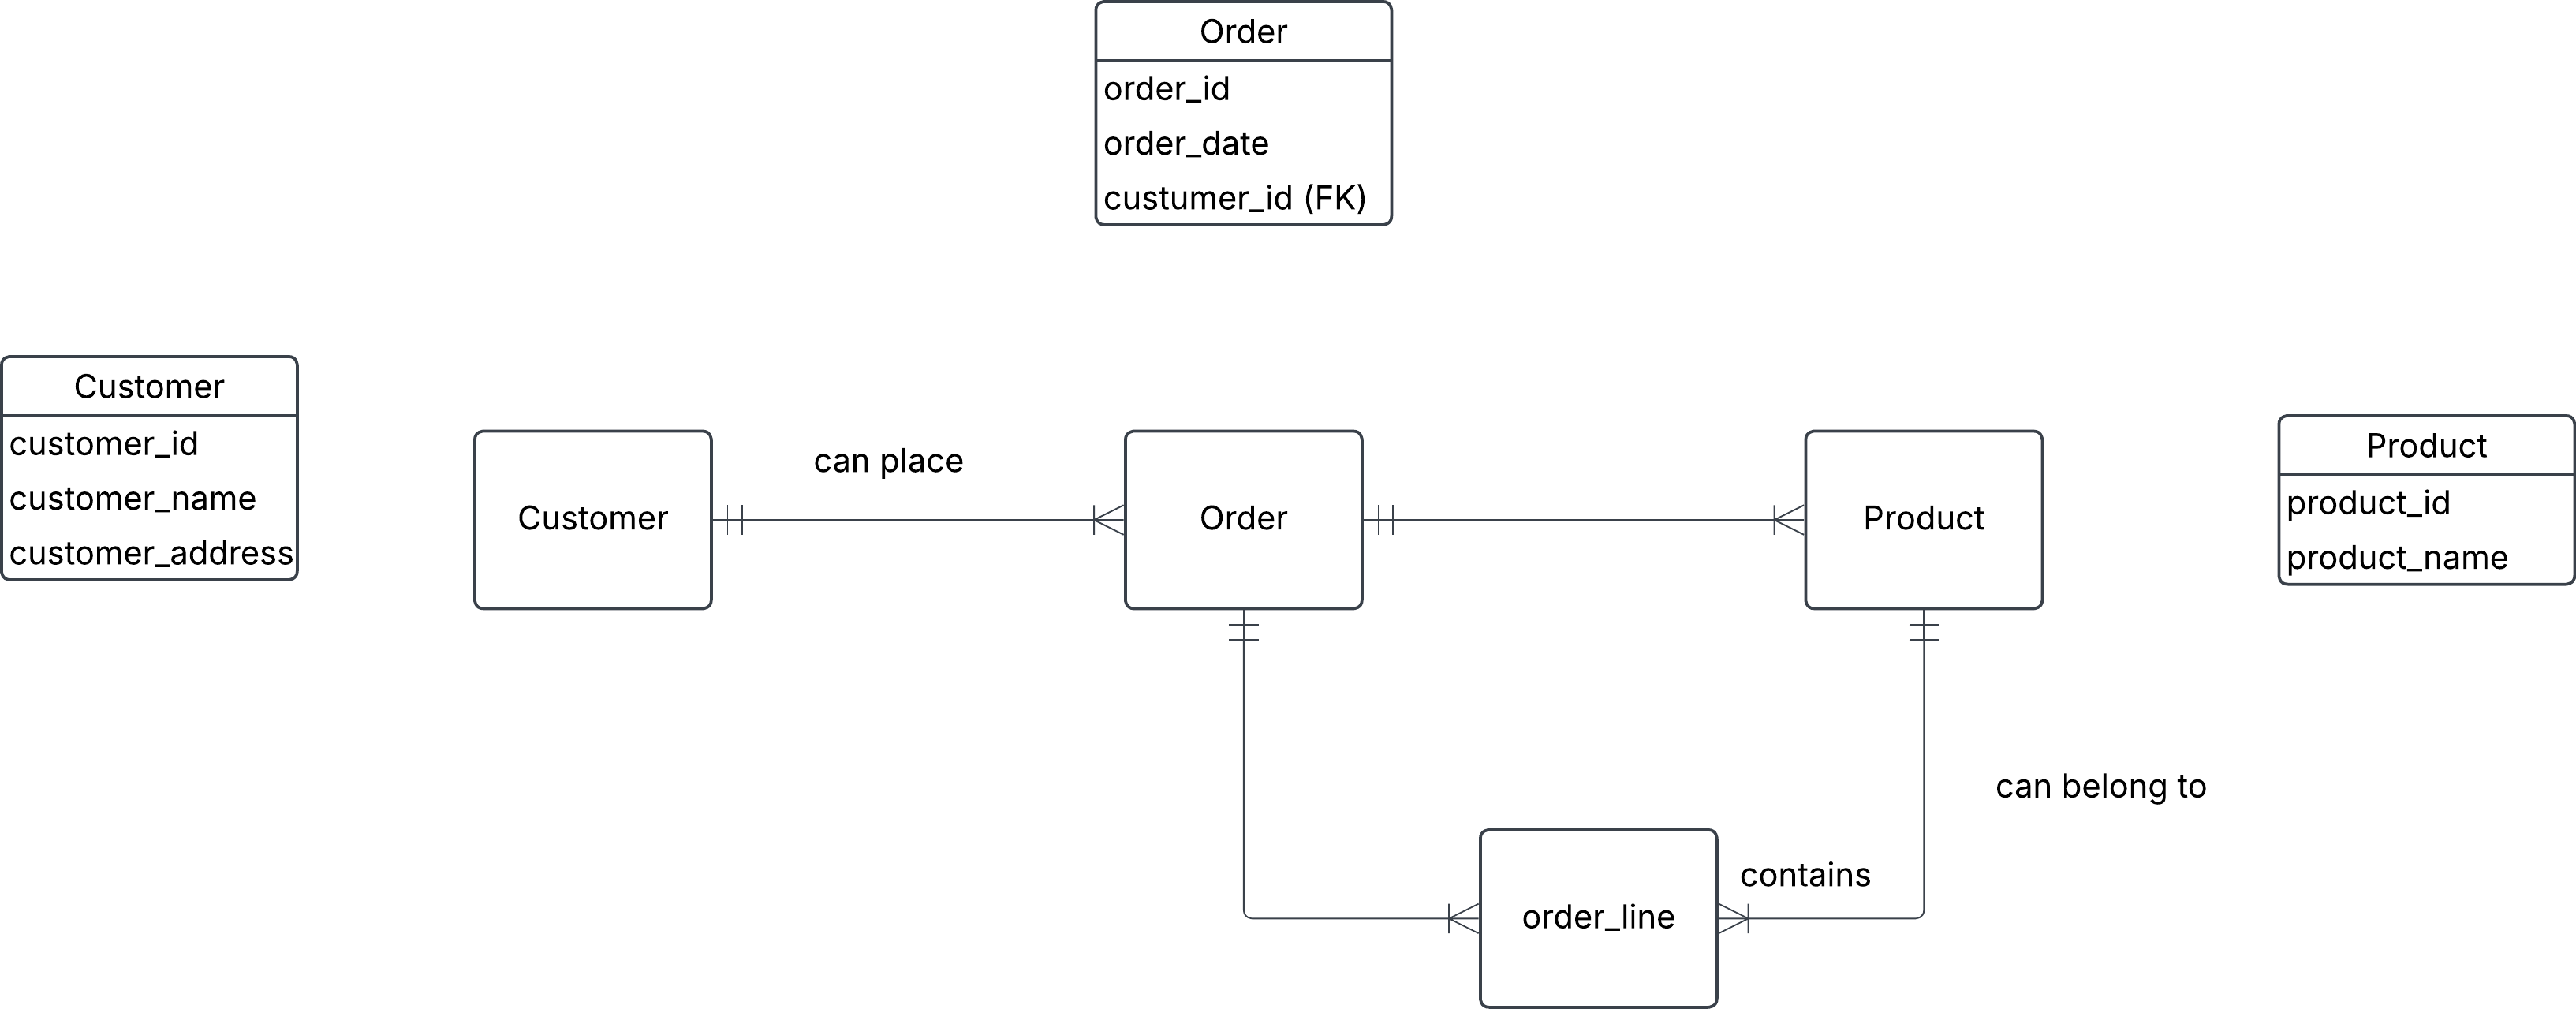 Order
order_id
order_date
custumer_id (FK)
Customer
customer_id
customer_name
customer_address
Customer
can place
Order
Product
Product
product_id
product_name
can belong to
contains
order_line